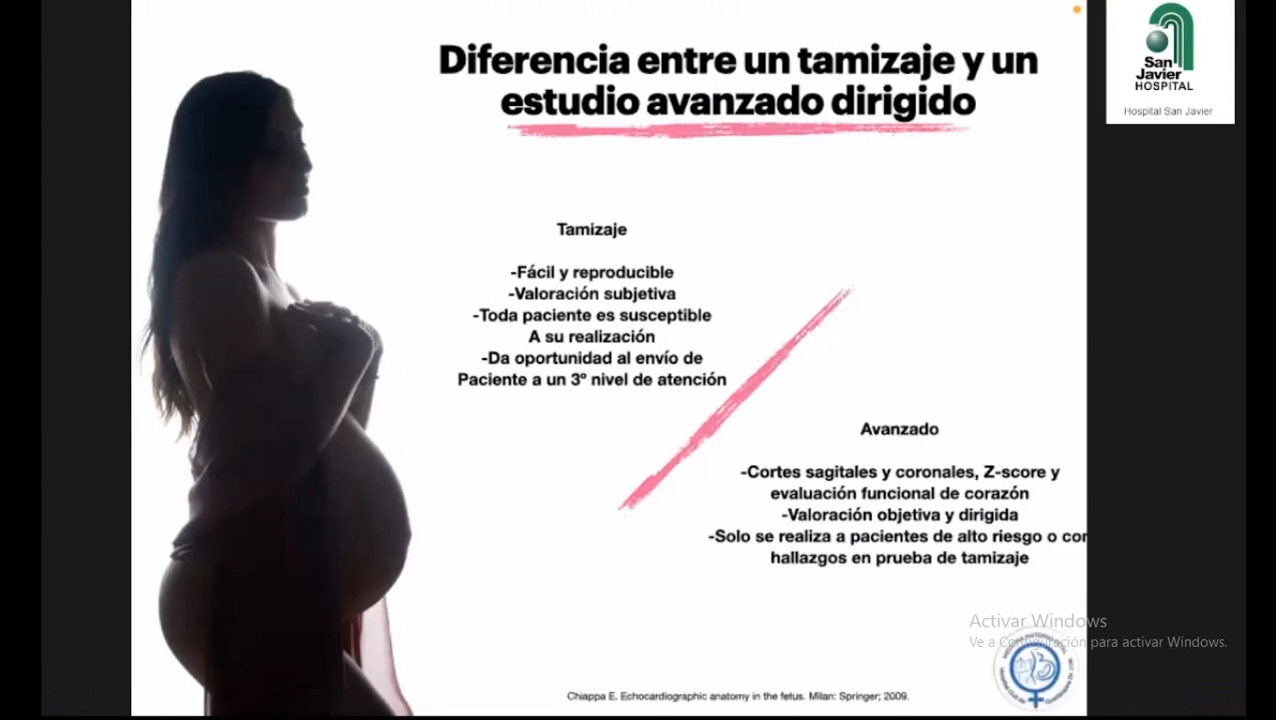 Diferencia entre un tamizaje y un
estudio avanzado dirigido
San
Javier
HOSPITAL
Hospital San Javier
Tamizaje
-Fácil y reproducible
-Valoración subjetiva
-Toda paciente es susceptible
A su realización
-Da oportunidad al envío de
Paciente a un 3º nivel de atención
Avanzado
-Cortes sagitales y coronales, Z-score y
evaluación funcional de corazón
-Valoración objetiva y dirigida
-Solo se realiza a pacientes de alto riesgo o con
hallazgos en prueba de tamizaje
Activar Windows
Ve a Configuración para activar Windows.
Chiappa E. Echocardiographic anatomy in the fetus. Milan: Springer; 2009.